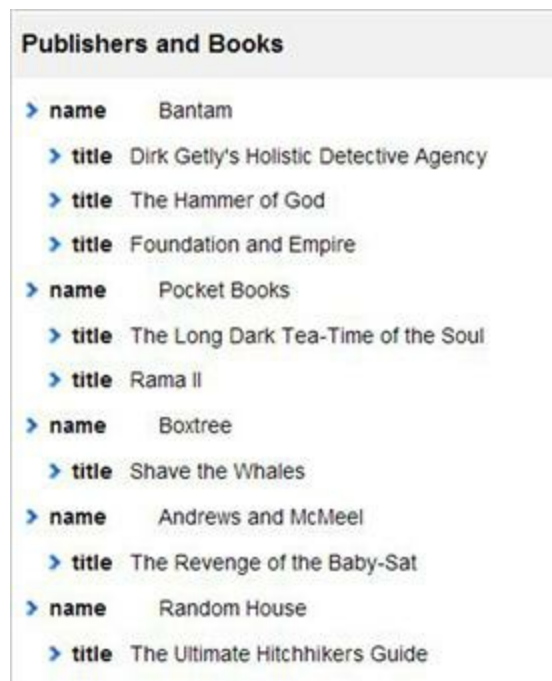 Publishers and Books
name Bantam
title Dirk Getly's Holistic Detective Agency
title The Hammer of God
title Foundation and Empire
name Pocket Books
title The Long Dark Tea-Time of the Soul
title Rama II
name Boxtree
title Shave the Whales
name Andrews and McMeel
title The Revenge of the Baby-Sat
name Random House
title The Ultimate Hitchhikers Guide